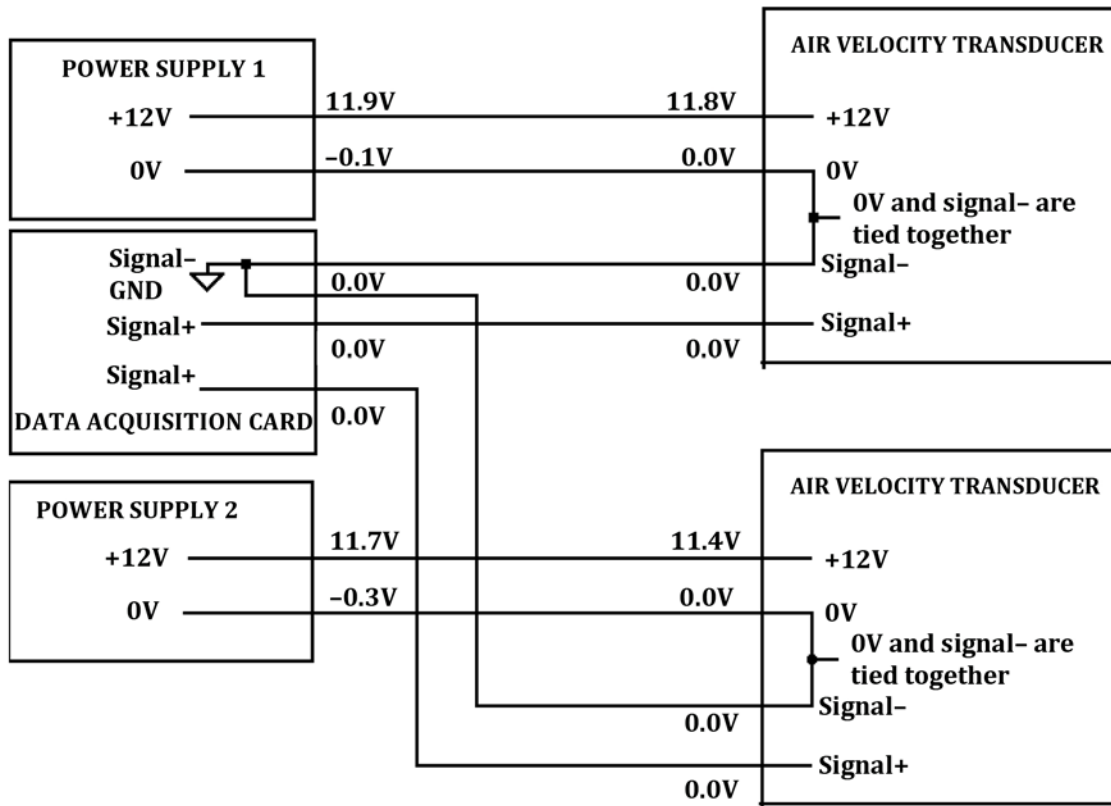 POWER SUPPLY 1
+12V
0V
11.9V
–0.1V
11.8V
0.0V
AIR VELOCITY TRANSDUCER
+12V
0V
0V and signal– are
tied together
Signal–
Signal+
Signal–
GND
Signal+
Signal+
DATA ACQUISITION CARD
0.0V
0.0V
0.0V
0.0V
0.0V
POWER SUPPLY 2
+12V
0V
11.7V
–0.3V
11.4V
0.0V
0.0V
0.0V
AIR VELOCITY TRANSDUCER
+12V
0V
0V and signal– are
tied together
Signal–
Signal+